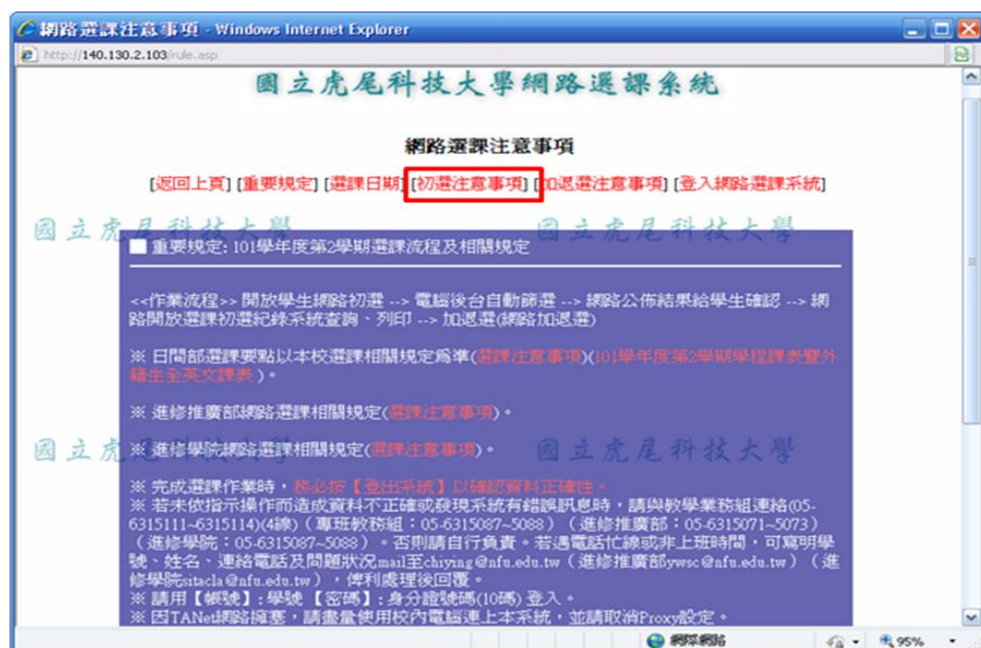 網路選課注意事項 - Windows Internet Explorer
http://140.130.2.103/rule.asp
國立虎尾科技大學網路選課系統
網路選課注意事項
[返回上頁] [重要規定] [選課日期] [初選注意事項] [加退選注意事項] [登入網路選課系統]
國立虎尾科技大學 國立虎尾科技大學
■ 重要規定: 101學年度第2學期選課流程及相關規定
<<作業流程>> 開放學生網路初選 --> 電腦後台自動篩選 --> 網路公佈結果給學生確認 --> 網
路開放選課初選紀錄系統查詢、列印 --> 加退選(網路加退選)
※ 日間部選課要點以本校選課相關規定為準(選課注意事項)(101學年度第2學期學程課表暨外
籍生全英文課表 )。
※ 進修推廣部網路選課相關規定(選課注意事項)。
※ 進修學院網路選課相關規定(選課注意事項)。
國立虎尾科技大學 國立虎尾科技大學
※ 完成選課作業時，務必按【登出系統】以確認資料正確性。
※ 若未依指示操作而造成資料不正確或發現系統有錯誤訊息時，請與教學業務組連絡(05-
6315111~6315114)(4線)（專班教務組：05-6315087~5088）（進修推廣部：05-6315071~5073）
（進修學院：05-6315087~5088）。否則請自行負責。若遇電話忙線或非上班時間，可寫明學
號、姓名、連絡電話及問題狀況mail至chiying@nfu.edu.tw（進修推廣部ywsc@nfu.edu.tw）（進
修學院sitacla@nfu.edu.tw），俾利處理後回覆。
※ 請用【帳號】: 學號 【密碼】: 身分證號碼(10碼) 登入。
※ 因TANet網路擁塞，請盡量使用校內電腦連上本系統，並請取消Proxy設定。
網際網路 95%